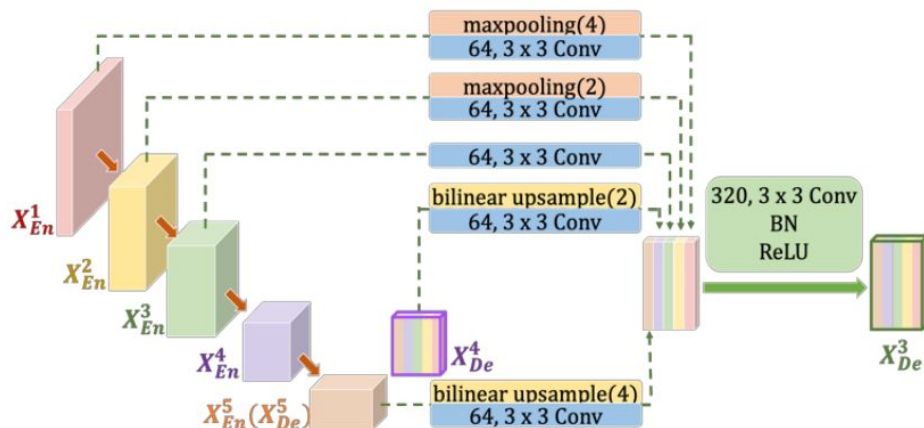 maxpooling(4)
64, 3 x 3 Conv
maxpooling(2)
64, 3 x 3 Conv
64, 3 x 3 Conv
bilinear upsample(2)
64, 3 x 3 Conv
320, 3 x 3 Conv
BN
ReLU
X¹En
X²En
X³En
X⁴En
X⁴De
X³De
X⁵En(X⁵De)
bilinear upsample(4)
64, 3 x 3 Conv